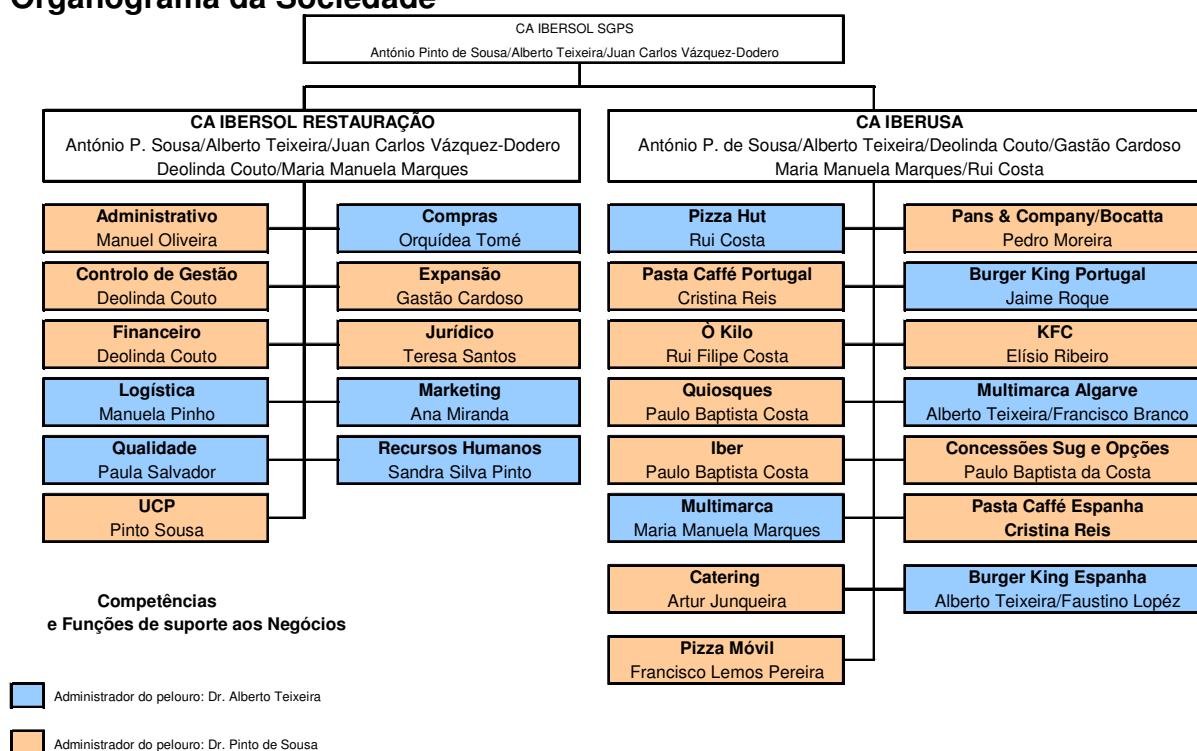 Organograma da Sociedade
CA IBERSOL SGPS
António Pinto de Sousa/Alberto Teixeira/Juan Carlos Vázquez-Dodero
CA IBERSOL RESTAURAÇÃO
António P. Sousa/Alberto Teixeira/Juan Carlos Vázquez-Dodero
Deolinda Couto/Maria Manuela Marques
Administrativo
Manuel Oliveira
Compras
Orquídea Tomé
Controlo de Gestão
Deolinda Couto
Expansão
Gastão Cardoso
Financeiro
Deolinda Couto
Jurídico
Teresa Santos
Logística
Manuela Pinho
Marketing
Ana Miranda
Qualidade
Paula Salvador
Recursos Humanos
Sandra Silva Pinto
UCP
Pinto Sousa
CA IBERUSA
António P. de Sousa/Alberto Teixeira/Deolinda Couto/Gastão Cardoso
Maria Manuela Marques/Rui Costa
Pizza Hut
Rui Costa
Pans & Company/Bocatta
Pedro Moreira
Pasta Caffé Portugal
Cristina Reis
Burger King Portugal
Jaime Roque
Ò Kilo
Rui Filipe Costa
KFC
Elísio Ribeiro
Quiosques
Paulo Baptista Costa
Multimarca Algarve
Alberto Teixeira/Francisco Branco
Iber
Paulo Baptista Costa
Concessões Sug e Opções
Paulo Baptista da Costa
Multimarca
Maria Manuela Marques
Pasta Caffé Espanha
Cristina Reis
Catering
Artur Junqueira
Burger King Espanha
Alberto Teixeira/Faustino Lopéz
Pizza Móvil
Francisco Lemos Pereira
Competências
e Funções de suporte aos Negócios
Administrador do pelouro: Dr. Alberto Teixeira
Administrador do pelouro: Dr. Pinto de Sousa